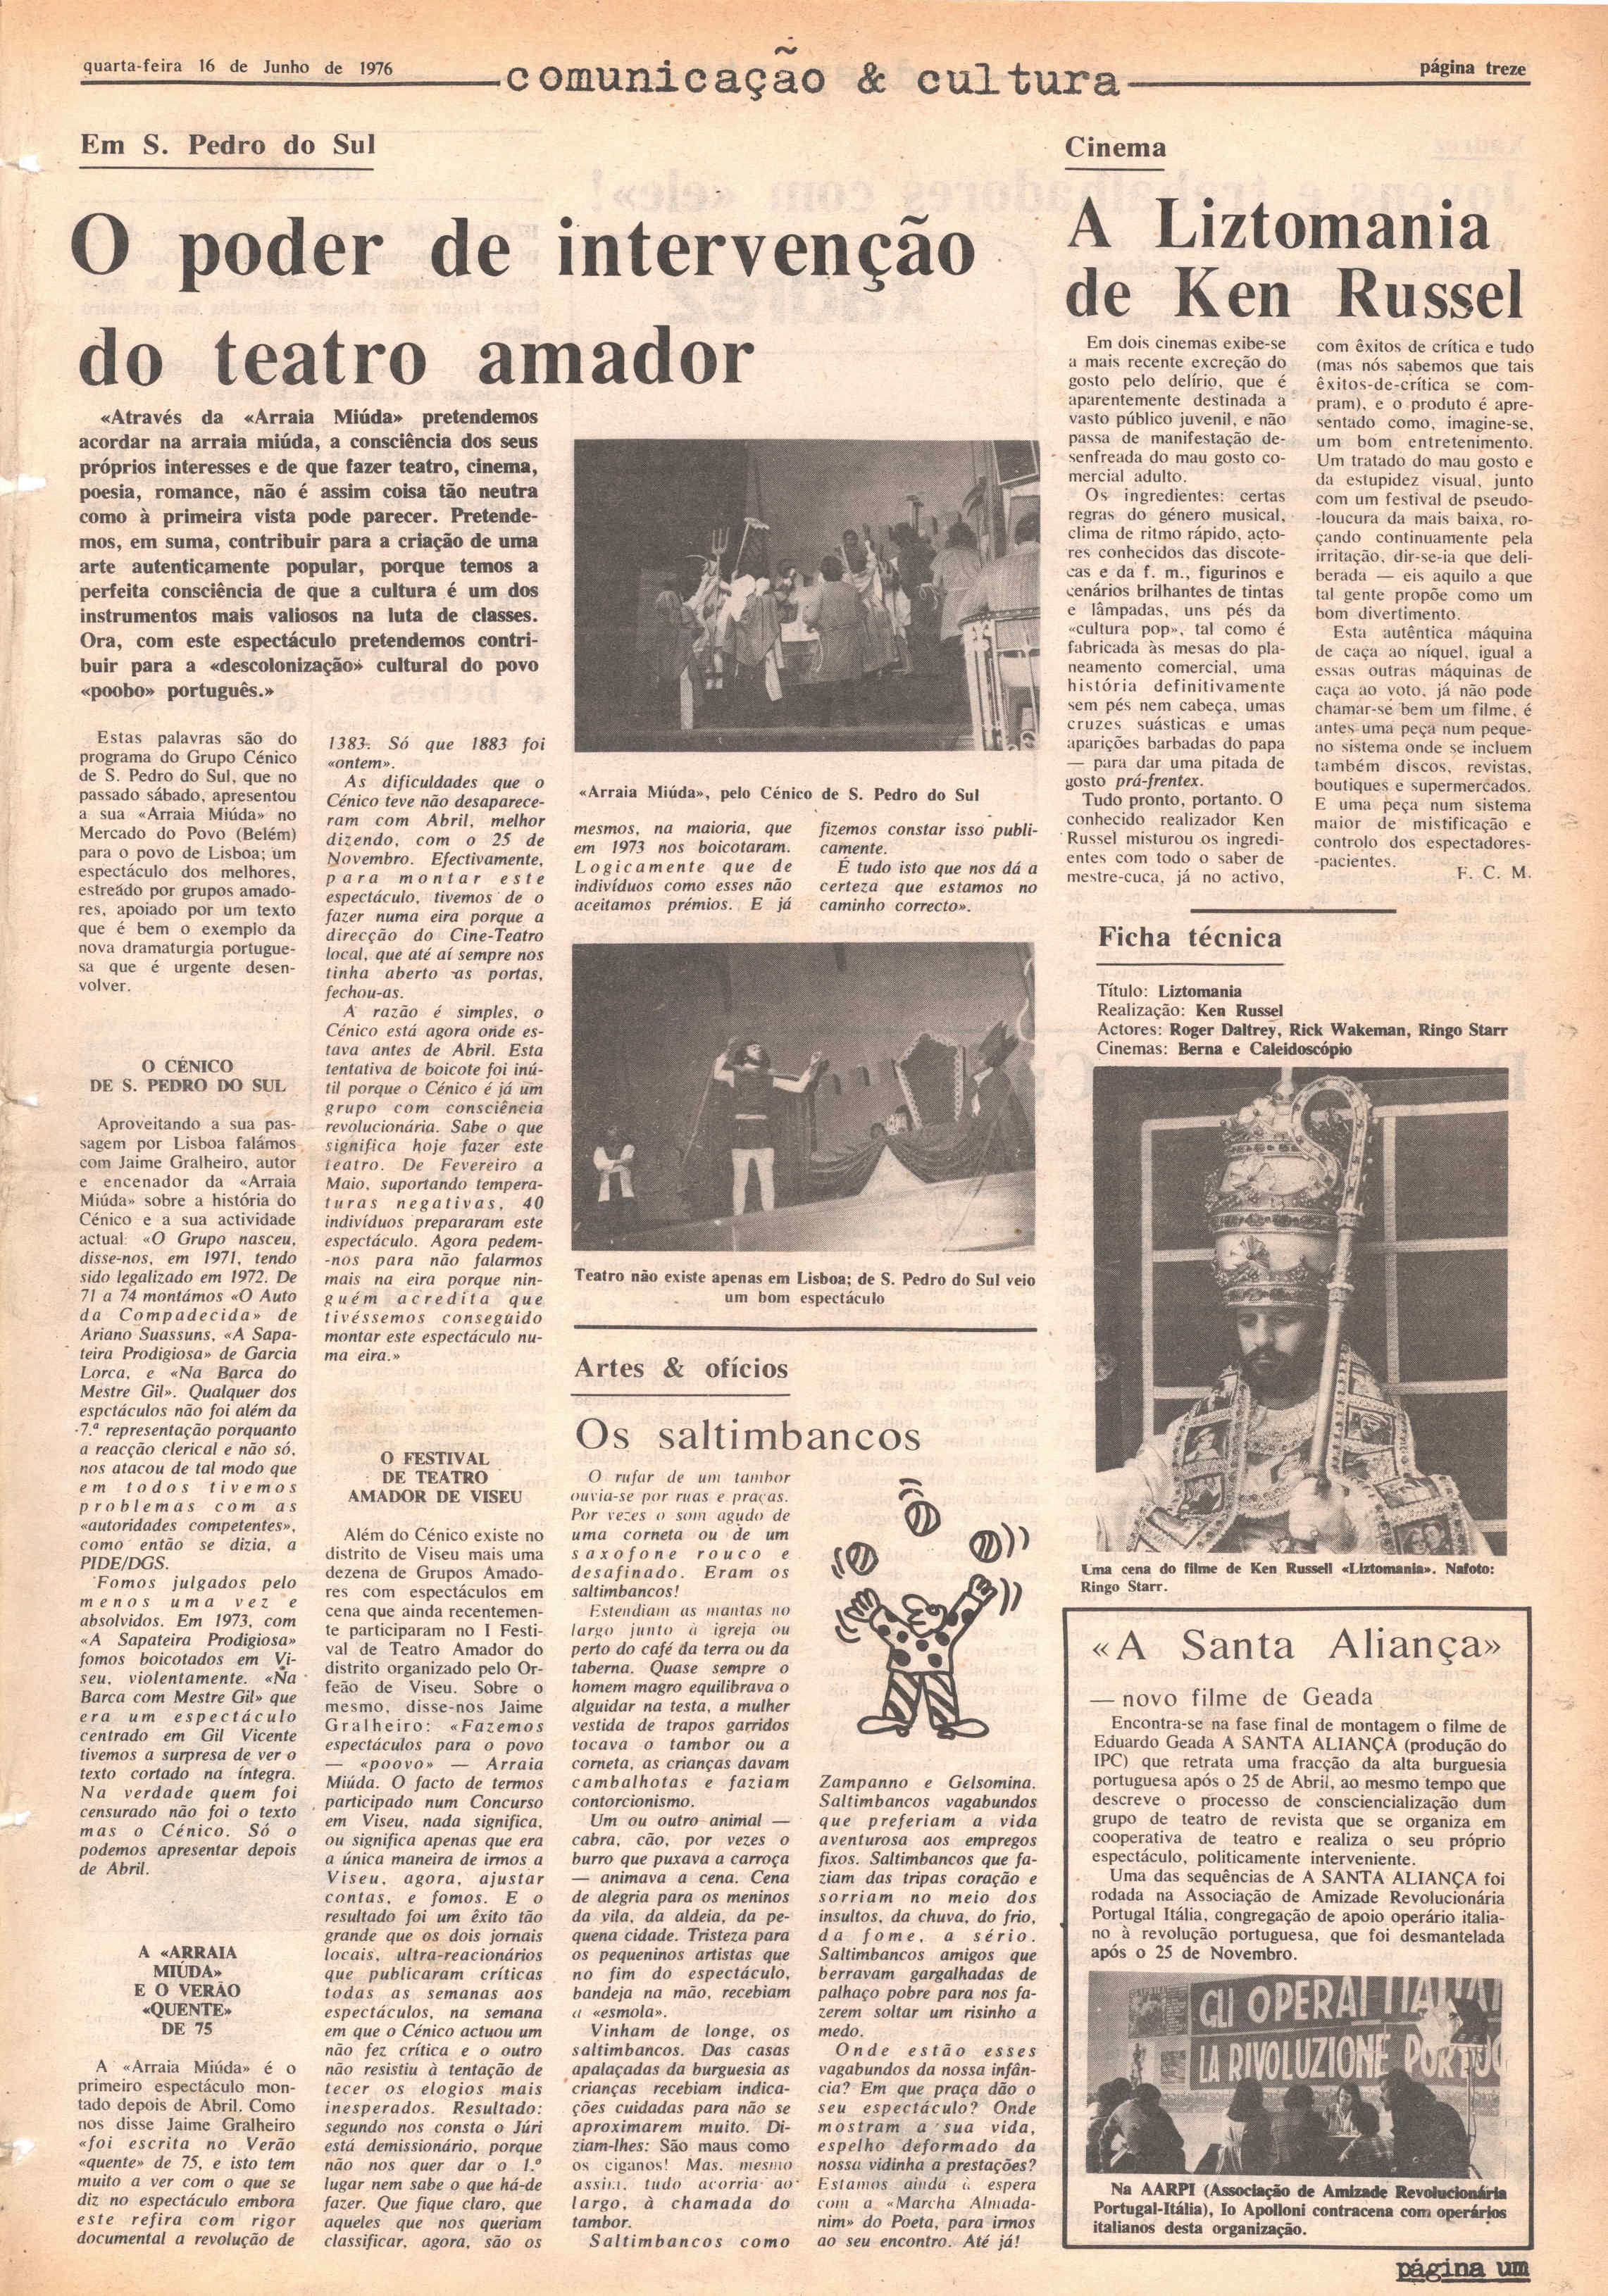 quarta-feira 16 de Junho de 1976
comunicação & cultura
página treze
Em S. Pedro do Sul
O poder de intervenção
do teatro amador
«Através da «Arraia Miúda» pretendemos
acordar na arraia miúda, a consciência dos seus
próprios interesses e de que fazer teatro, cinema,
poesia, romance, não é assim coisa tão neutra
como à primeira vista pode parecer. Pretende-
mos, em suma, contribuir para a criação de uma
arte autenticamente popular, porque temos a
perfeita consciência de que a cultura é um dos
instrumentos mais valiosos na luta de classes.
Ora, com este espectáculo pretendemos contri-
buir para a «descolonização» cultural do povo
«poobo» português.»
Estas palavras são do
programa do Grupo Cénico
de S. Pedro do Sul, que no
passado sábado, apresentou
a sua «Arraia Miúda» no
Mercado do Povo (Belém)
para o povo de Lisboa; um
espectáculo dos melhores,
estreado por grupos amado-
res, apoiado por um texto
que é bem o exemplo da
nova dramaturgia portugue-
sa que é urgente desen-
volver.
O CÉNICO
DE S. PEDRO DO SUL
Aproveitando a sua pas-
sagem por Lisboa falámos
com Jaime Gralheiro, autor
e encenador da «Arraia
Miúda» sobre a história do
Cénico e a sua actividade
actual: «O Grupo nasceu,
disse-nos, em 1971, tendo
sido legalizado em 1972. De
71 a 74 montámos «O Auto
da Compadecida» de
Ariano Suassuns, «A Sapa-
teira Prodigiosa» de Garcia
Lorca, e «Na Barca do
Mestre Gil». Qualquer dos
espctáculos não foi além da
7.ª representação porquanto
a reacção clerical e não só,
nos atacou de tal modo que
em todos tivemos
problemas com as
«autoridades competentes»,
como então se dizia, a
PIDE/DGS.
Fomos julgados pelo
menos uma vez e
absolvidos. Em 1973, com
«A Sapateira Prodigiosa»
fomos boicotados em Vi-
seu, violentamente. «Na
Barca com Mestre Gil» que
era um espectáculo
centrado em Gil Vicente
tivemos a surpresa de ver o
texto cortado na íntegra.
Na verdade quem foi
censurado não foi o texto
mas o Cénico. Só o
podemos apresentar depois
de Abril.
A «ARRAIA
MIÚDA»
E O VERÃO
«QUENTE»
DE 75
A «Arraia Miúda» é o
primeiro espectáculo mon-
tado depois de Abril. Como
nos disse Jaime Gralheiro
«foi escrita no Verão
«quente» de 75, e isto tem
muito a ver com o que se
diz no espectáculo embora
este refira com rigor
documental a revolução de
1383. Só que 1883 foi
«ontem».
As dificuldades que o
Cénico teve não desaparece-
ram com Abril, melhor
dizendo, com o 25 de
Novembro. Efectivamente,
para montar este
espectáculo, tivemos de o
fazer numa eira porque a
direcção do Cine-Teatro
local, que até aí sempre nos
tinha aberto as portas,
fechou-as.
A razão é simples, o
Cénico está agora onde es-
tava antes de Abril. Esta
tentativa de boicote foi inú-
til porque o Cénico é já um
grupo com consciência
revolucionária. Sabe o que
significa hoje fazer este
teatro. De Fevereiro a
Maio, suportando tempera-
turas negativas, 40
indivíduos prepararam este
espectáculo. Agora pedem-
-nos para não falarmos
mais na eira porque nin-
guém acredita que
tivéssemos conseguido
montar este espectáculo nu-
ma eira.»
O FESTIVAL
DE TEATRO
AMADOR DE VISEU
Além do Cénico existe no
distrito de Viseu mais uma
dezena de Grupos Amado-
res com espectáculos em
cena que ainda recentemen-
te participaram no I Festi-
val de Teatro Amador do
distrito organizado pelo Or-
feão de Viseu. Sobre o
mesmo, disse-nos Jaime
Gralheiro: «Fazemos
espectáculos para o povo
— «poovo» — Arraia
Miúda. O facto de termos
participado num Concurso
em Viseu, nada significa,
ou significa apenas que era
a única maneira de irmos a
Viseu, agora, ajustar
contas, e fomos. E o
resultado foi um êxito tão
grande que os dois jornais
locais, ultra-reacionários
que publicaram críticas
todas as semanas aos
espectáculos, na semana
em que o Cénico actuou um
não fez crítica e o outro
não resistiu à tentação de
tecer os elogios mais
inesperados. Resultado:
segundo nos consta o Júri
está demissionário, porque
não nos quer dar o 1.º
lugar nem sabe o que há-de
fazer. Que fique claro, que
aqueles que nos queriam
classificar, agora, são os
«Arraia Miúda», pelo Cénico de S. Pedro do Sul
mesmos, na maioria, que
em 1973 nos boicotaram.
Logicamente que de
indivíduos como esses não
aceitamos prémios. E já
fizemos constar isso publi-
camente.
É tudo isto que nos dá a
certeza que estamos no
caminho correcto».
Teatro não existe apenas em Lisboa; de S. Pedro do Sul veio
um bom espectáculo
Artes & ofícios
Os saltimbancos
O rufar de um tambor
ouvia-se por ruas e praças.
Por vezes o som agudo de
uma corneta ou de um
saxofone rouco e
desafinado. Eram os
saltimbancos!
Estendiam as mantas no
largo junto à igreja ou
perto do café da terra ou da
taberna. Quase sempre o
homem magro equilibrava o
alguidar na testa, a mulher
vestida de trapos garridos
tocava o tambor ou a
corneta, as crianças davam
cambalhotas e faziam
contorcionismo.
Um ou outro animal —
cabra, cão, por vezes o
burro que puxava a carroça
— animava a cena. Cena
de alegria para os meninos
da vila, da aldeia, da pe-
quena cidade. Tristeza para
os pequeninos artistas que
no fim do espectáculo,
bandeja na mão, recebiam
a «esmola».
Vinham de longe, os
saltimbancos. Das casas
apalaçadas da burguesia as
crianças recebiam indica-
ções cuidadas para não se
aproximarem muito. Di-
ziam-lhes: São maus como
os ciganos! Mas, mesmo
assim, tudo acorria ao
largo, à chamada do
tambor.
Saltimbancos como
Zampanno e Gelsomina.
Saltimbancos vagabundos
que preferiam a vida
aventurosa aos empregos
fixos. Saltimbancos que fa-
ziam das tripas coração e
sorriam no meio dos
insultos, da chuva, do frio,
da fome, a sério.
Saltimbancos amigos que
berravam gargalhadas de
palhaço pobre para nos fa-
zerem soltar um risinho a
medo.
Onde estão esses
vagabundos da nossa infân-
cia? Em que praça dão o
seu espectáculo? Onde
mostram a sua vida,
espelho deformado da
nossa vidinha a prestações?
Estamos ainda à espera
com a «Marcha Almada-
nim» do Poeta, para irmos
ao seu encontro. Até já!
Cinema
A Liztomania
de Ken Russel
Em dois cinemas exibe-se
a mais recente excreção do
gosto pelo delírio, que é
aparentemente destinada a
vasto público juvenil, e não
passa de manifestação de-
senfreada do mau gosto co-
mercial adulto.
Os ingredientes: certas
regras do género musical,
clima de ritmo rápido, acto-
res conhecidos das discote-
cas e da f. m., figurinos e
cenários brilhantes de tintas
e lâmpadas, uns pés da
«cultura pop», tal como é
fabricada às mesas do pla-
neamento comercial, uma
história definitivamente
sem pés nem cabeça, umas
cruzes suásticas e umas
aparições barbadas do papa
— para dar uma pitada de
gosto prá-frentex.
Tudo pronto, portanto. O
conhecido realizador Ken
Russel misturou os ingredi-
entes com todo o saber de
mestre-cuca, já no activo,
com êxitos de crítica e tudo
(mas nós sabemos que tais
êxitos-de-crítica se com-
pram), e o produto é apre-
sentado como, imagine-se,
um bom entretenimento.
Um tratado do mau gosto e
da estupidez visual, junto
com um festival de pseudo-
-loucura da mais baixa, ro-
çando continuamente pela
irritação, dir-se-ia que deli-
berada — eis aquilo a que
tal gente propõe como um
bom divertimento.
Esta autêntica máquina
de caça ao níquel, igual a
essas outras máquinas de
caça ao voto, já não pode
chamar-se bem um filme, é
antes uma peça num peque-
no sistema onde se incluem
também discos, revistas,
boutiques e supermercados.
E uma peça num sistema
maior de mistificação e
controlo dos espectadores-
-pacientes.
F. C. M.
Ficha técnica
Título: Liztomania
Realização: Ken Russel
Actores: Roger Daltrey, Rick Wakeman, Ringo Starr
Cinemas: Berna e Caleidoscópio
Uma cena do filme de Ken Russell «Liztomania». Nafoto:
Ringo Starr.
«A Santa Aliança»
— novo filme de Geada
Encontra-se na fase final de montagem o filme de
Eduardo Geada A SANTA ALIANÇA (produção do
IPC) que retrata uma fracção da alta burguesia
portuguesa após o 25 de Abril, ao mesmo tempo que
descreve o processo de consciencialização dum
grupo de teatro de revista que se organiza em
cooperativa de teatro e realiza o seu próprio
espectáculo, politicamente interveniente.
Uma das sequências de A SANTA ALIANÇA foi
rodada na Associação de Amizade Revolucionária
Portugal Itália, congregação de apoio operário italia-
no à revolução portuguesa, que foi desmantelada
após o 25 de Novembro.
GLI OPERAI ITALIAI
LA RIVOLUZIONE PORTO
Na AARPI (Associação de Amizade Revolucionária
Portugal-Itália), Io Apolloni contracena com operários
italianos desta organização.
página um